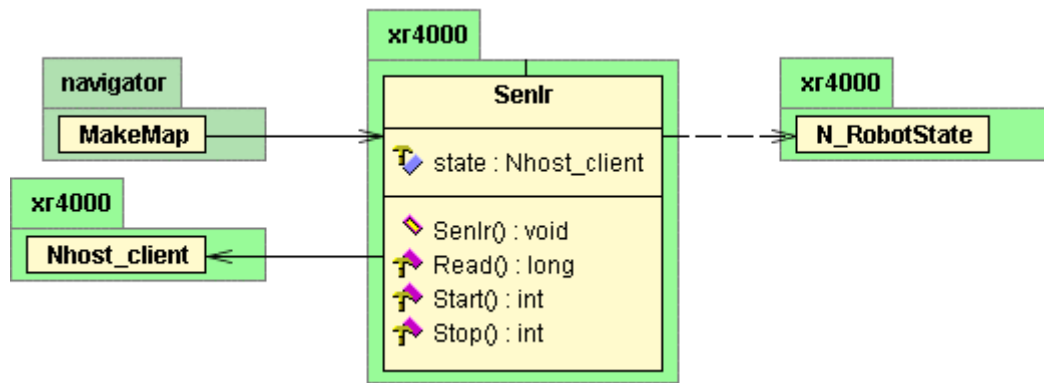 navigator
MakeMap
xr4000
Nhost_client
xr4000
SenIr
state : Nhost_client
SenIr() : void
Read() : long
Start() : int
Stop() : int
xr4000
N_RobotState